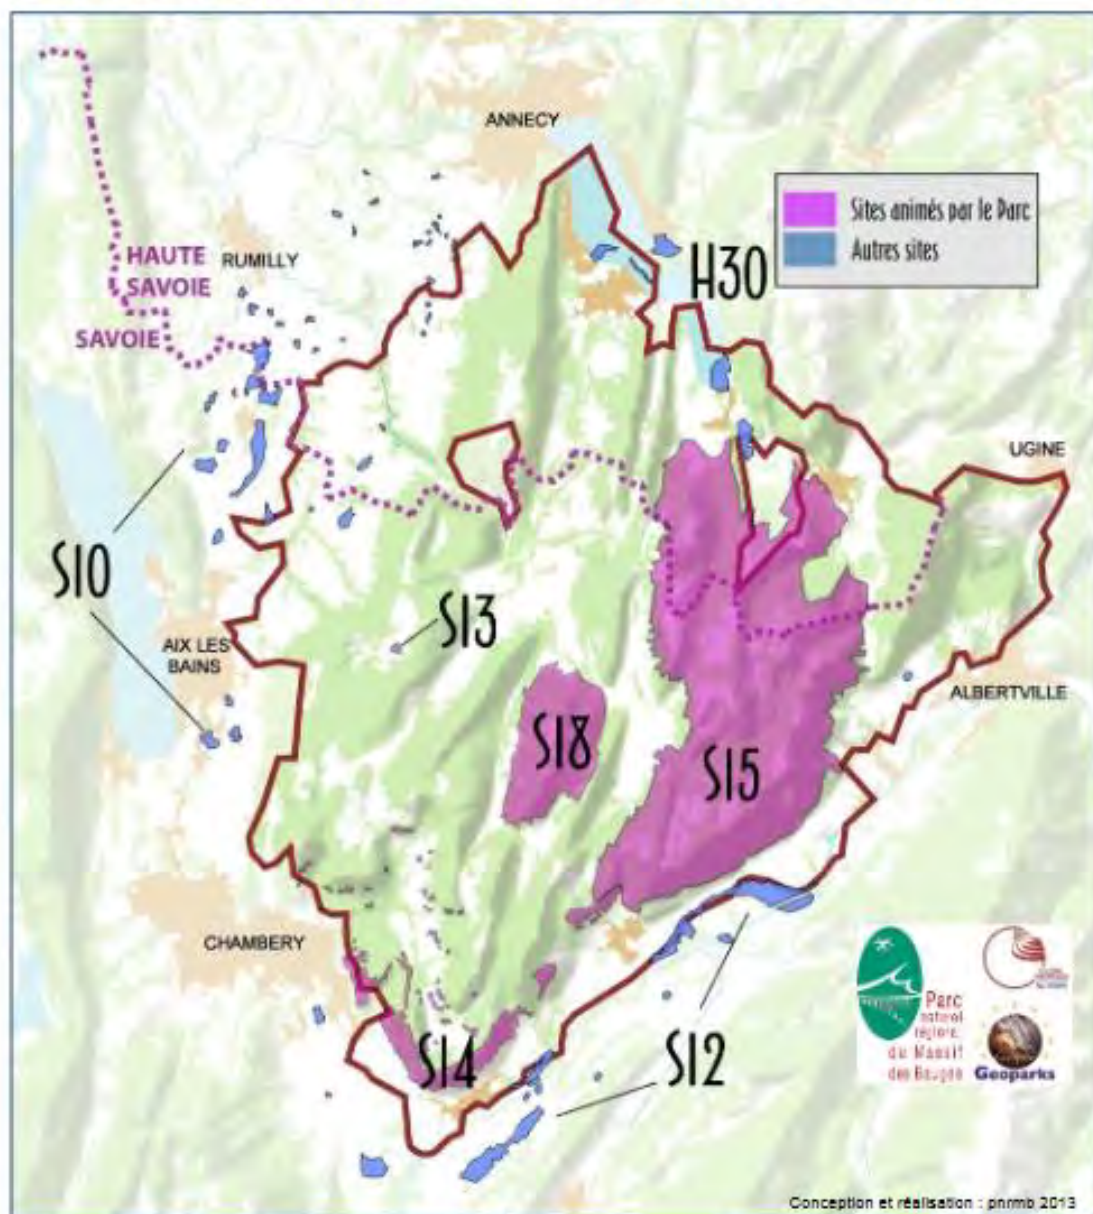 ANNECY
Sites animés par le Parc
Autres sites
HAUTE
SAVOIE
RUMILLY
H30
SAVOIE
UGINE
S10
S13
AIX LES
BAINS
ALBERTVILLE
S18
S15
CHAMBERY
Parc
naturel
régional
du Massif
des Bauges
Geoparks
S14
S12
Conception et réalisation : pnrmb 2013